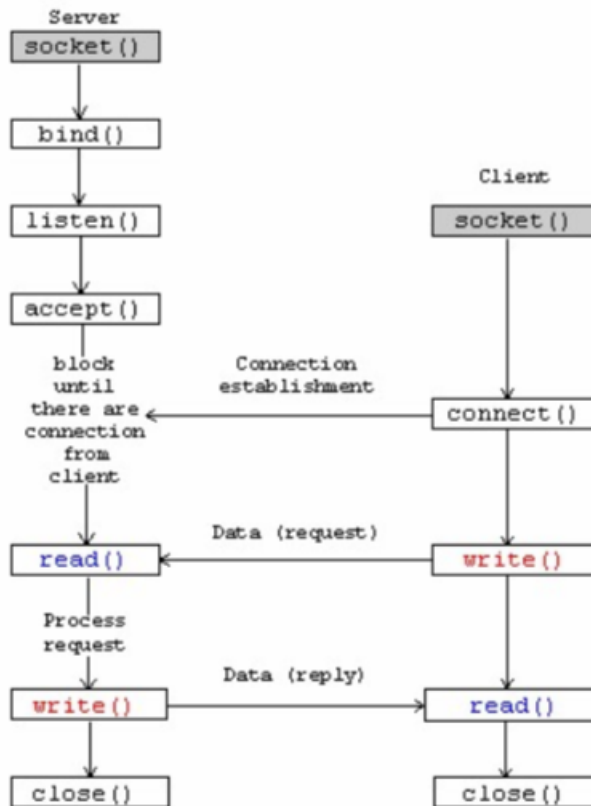 Server
socket()
bind()
listen()
accept()
block
until
there are
connection
from
client
read()
Process
request
write()
close()
Connection
establishment
Data (request)
Data (reply)
Client
socket()
connect()
write()
read()
close()